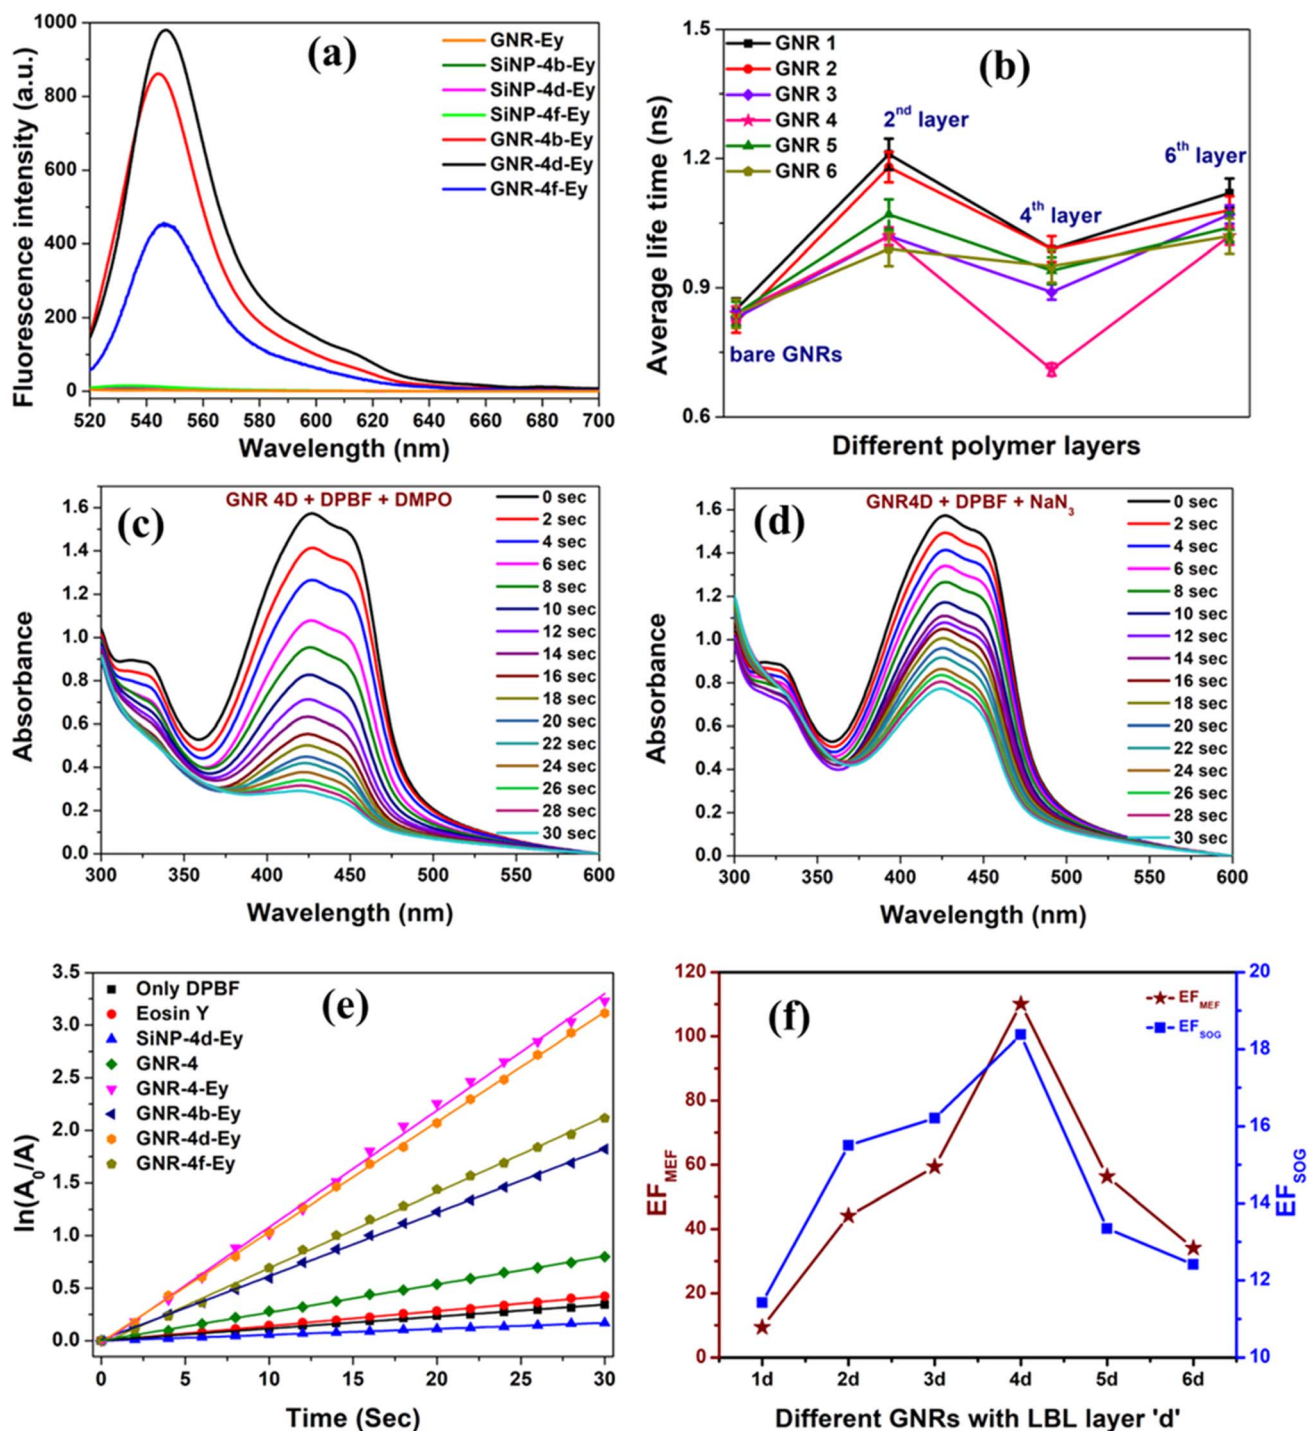 (a)
1000
800
600
400
200
0
Fluorescence intensity (a.u.)
GNR-Ey
SiNP-4b-Ey
SiNP-4d-Ey
SiNP-4f-Ey
GNR-4b-Ey
GNR-4d-Ey
GNR-4f-Ey
520 540 560 580 600 620 640 660 680 700
Wavelength (nm)
(b)
1.5
1.2
0.9
0.6
Average life time (ns)
GNR 1
GNR 2
GNR 3
GNR 4
GNR 5
GNR 6
2nd layer
6th layer
4th layer
bare GNRs
Different polymer layers
(c)
GNR 4D + DPBF + DMPO
1.6
1.4
1.2
1.0
0.8
0.6
0.4
0.2
0.0
Absorbance
0 sec
2 sec
4 sec
6 sec
8 sec
10 sec
12 sec
14 sec
16 sec
18 sec
20 sec
22 sec
24 sec
26 sec
28 sec
30 sec
300 350 400 450 500 550 600
Wavelength (nm)
(d)
GNR4D + DPBF + NaN3
1.6
1.4
1.2
1.0
0.8
0.6
0.4
0.2
0.0
Absorbance
0 sec
2 sec
4 sec
6 sec
8 sec
10 sec
12 sec
14 sec
16 sec
18 sec
20 sec
22 sec
24 sec
26 sec
28 sec
30 sec
300 350 400 450 500 550 600
Wavelength (nm)
(e)
3.5
3.0
2.5
2.0
1.5
1.0
0.5
0.0
ln(A0/A)
Only DPBF
Eosin Y
SiNP-4d-Ey
GNR-4
GNR-4-Ey
GNR-4b-Ey
GNR-4d-Ey
GNR-4f-Ey
0 5 10 15 20 25 30
Time (Sec)
(f)
120
100
80
60
40
20
0
EFMEF
EFMEF
EFSOG
20
18
16
14
12
10
EFSOG
1d 2d 3d 4d 5d 6d
Different GNRs with LBL layer 'd'